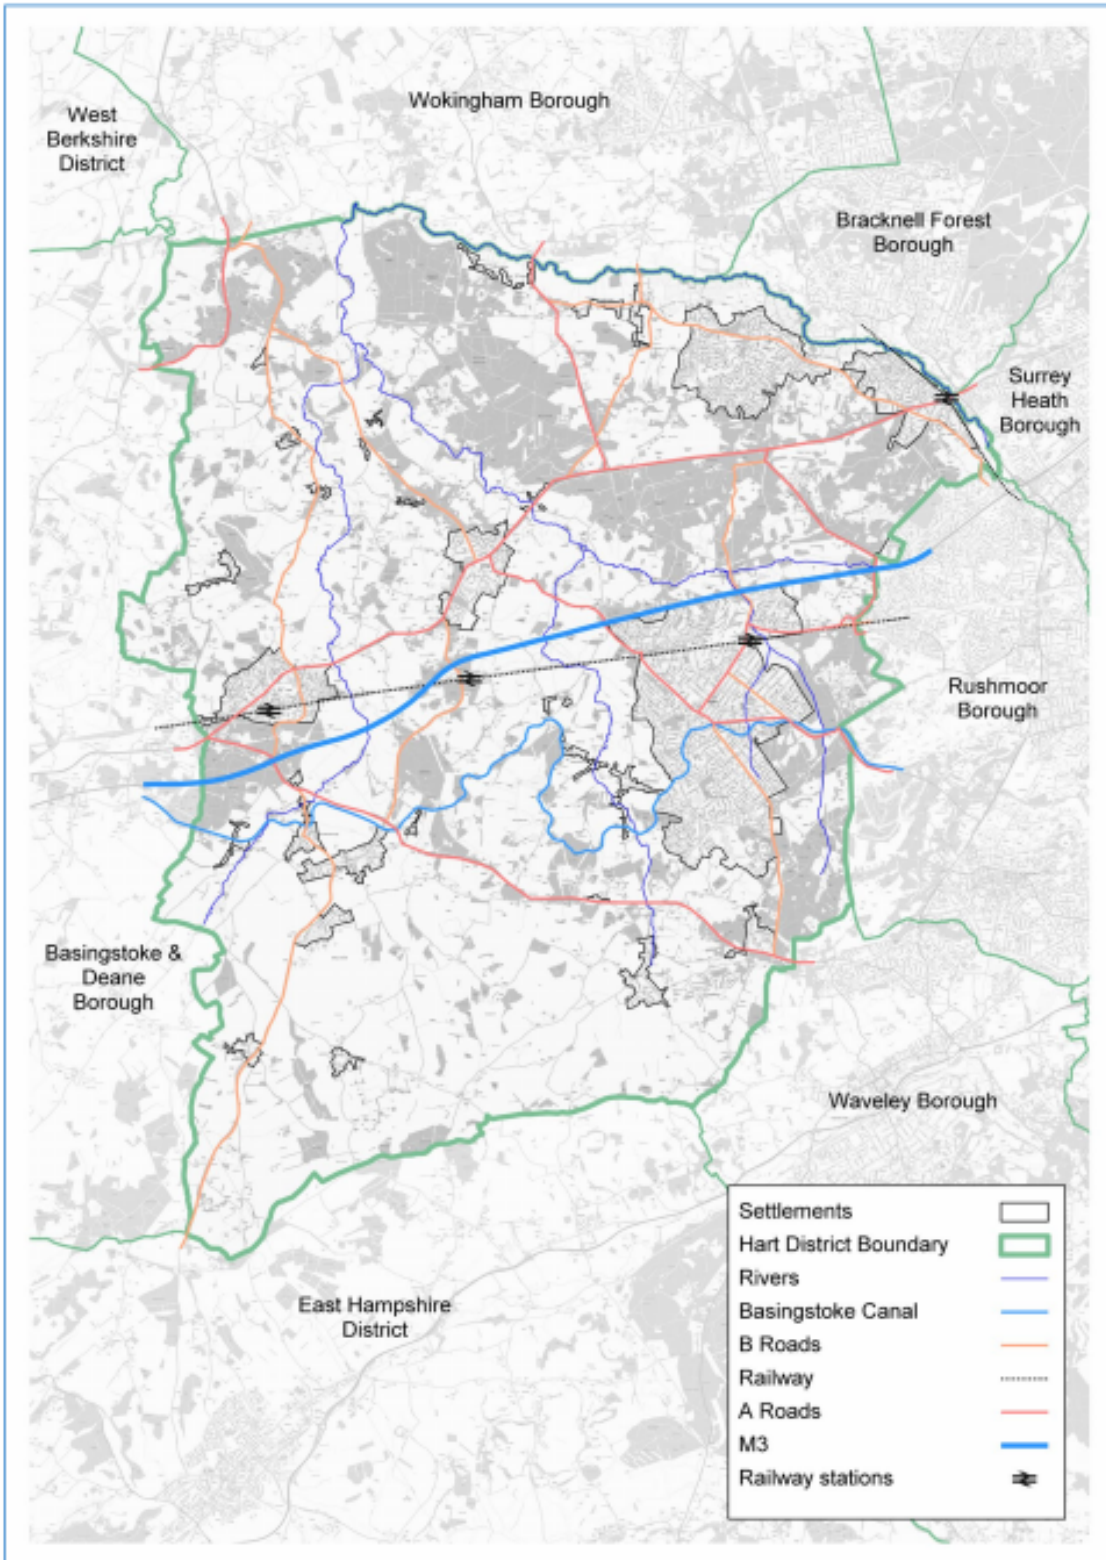 Wokingham Borough
West
Berkshire
District
Bracknell Forest
Borough
Surrey
Heath
Borough
Rushmoor
Borough
Basingstoke &
Deane
Borough
Waveley Borough
East Hampshire
District
Settlements
Hart District Boundary
Rivers
Basingstoke Canal
B Roads
Railway
A Roads
M3
Railway stations